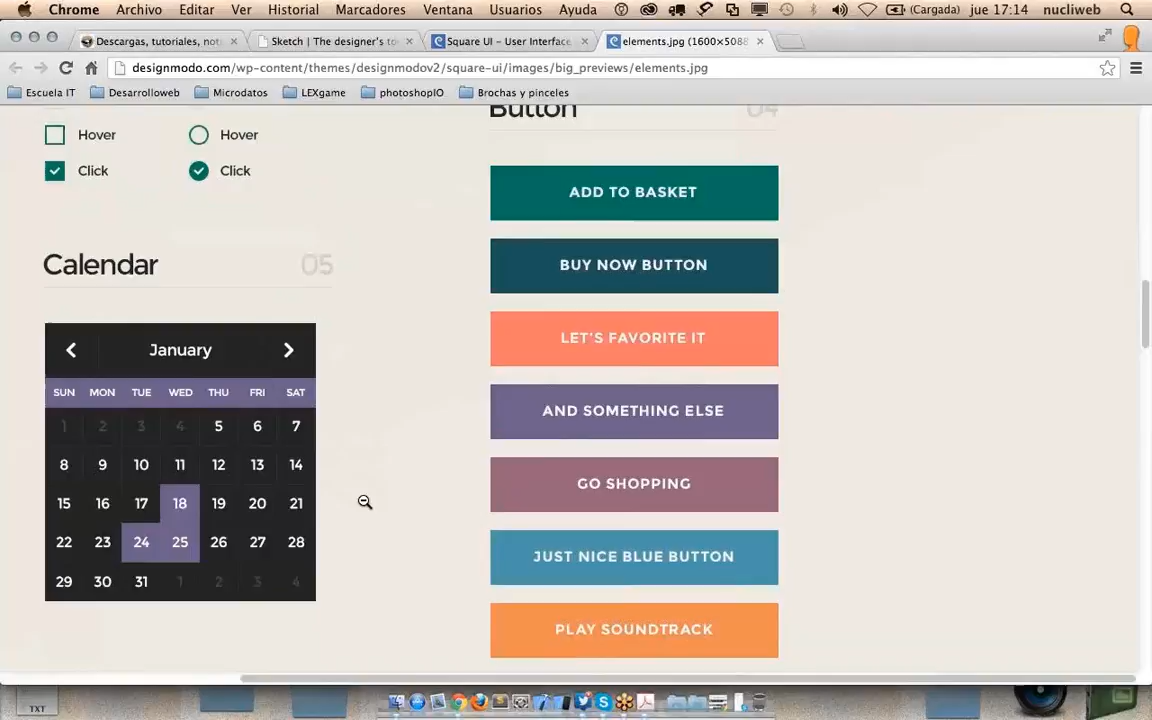 Chrome Archivo Editar Ver Historial Marcadores Ventana Usuarios Ayuda (Cargada) jue 17:14 nucliweb
Descargas, tutoriales, not Sketch | The designer's to Square UI – User Interface elements.jpg (1600×5088
designmodo.com/wp-content/themes/designmodov2/square-ui/images/big_previews/elements.jpg
Escuela IT Desarrolloweb Microdatos LEXgame photoshopIO Brochas y pinceles
Button 04
Hover Hover
Click Click
Calendar 05
January
SUN MON TUE WED THU FRI SAT
1 2 3 4 5 6 7
8 9 10 11 12 13 14
15 16 17 18 19 20 21
22 23 24 25 26 27 28
29 30 31 1 2 3 4
ADD TO BASKET
BUY NOW BUTTON
LET'S FAVORITE IT
AND SOMETHING ELSE
GO SHOPPING
JUST NICE BLUE BUTTON
PLAY SOUNDTRACK
TXT